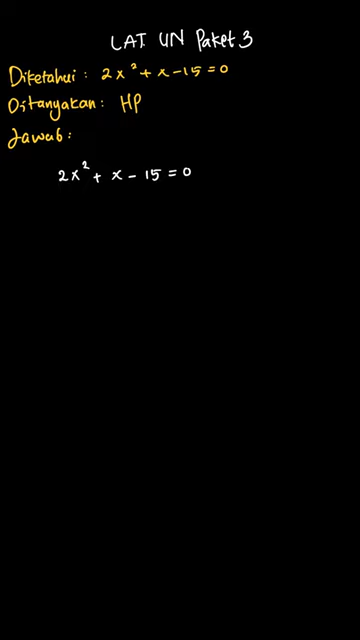 LAT UN Paket 3
Diketahui : 2x² + x - 15 = 0
Ditanyakan : HP
Jawab :
2x² + x - 15 = 0